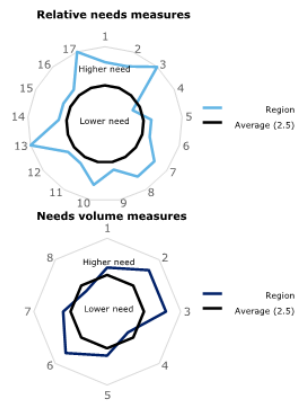 Relative needs measures
1
17
2
16
3
Higher need
15
4
14
Lower need
5
13
6
12
7
11
8
10
9
Region
Average (2.5)
Needs volume measures
1
8
2
Higher need
7
Lower need
3
6
4
5
Region
Average (2.5)